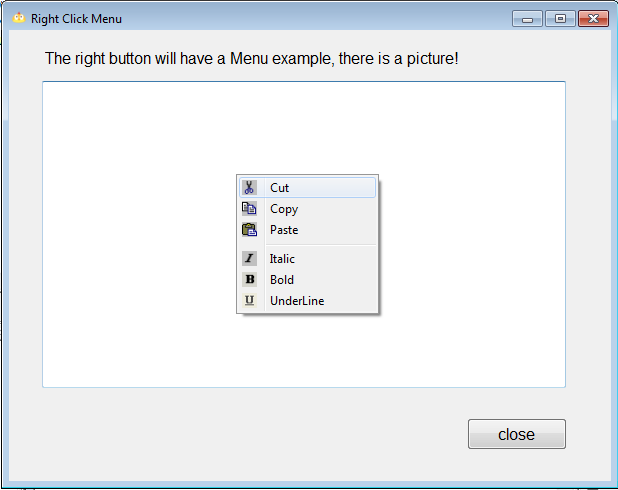 Right Click Menu
The right button will have a Menu example, there is a picture!
Cut
Copy
Paste
I Italic
B Bold
U UnderLine
close